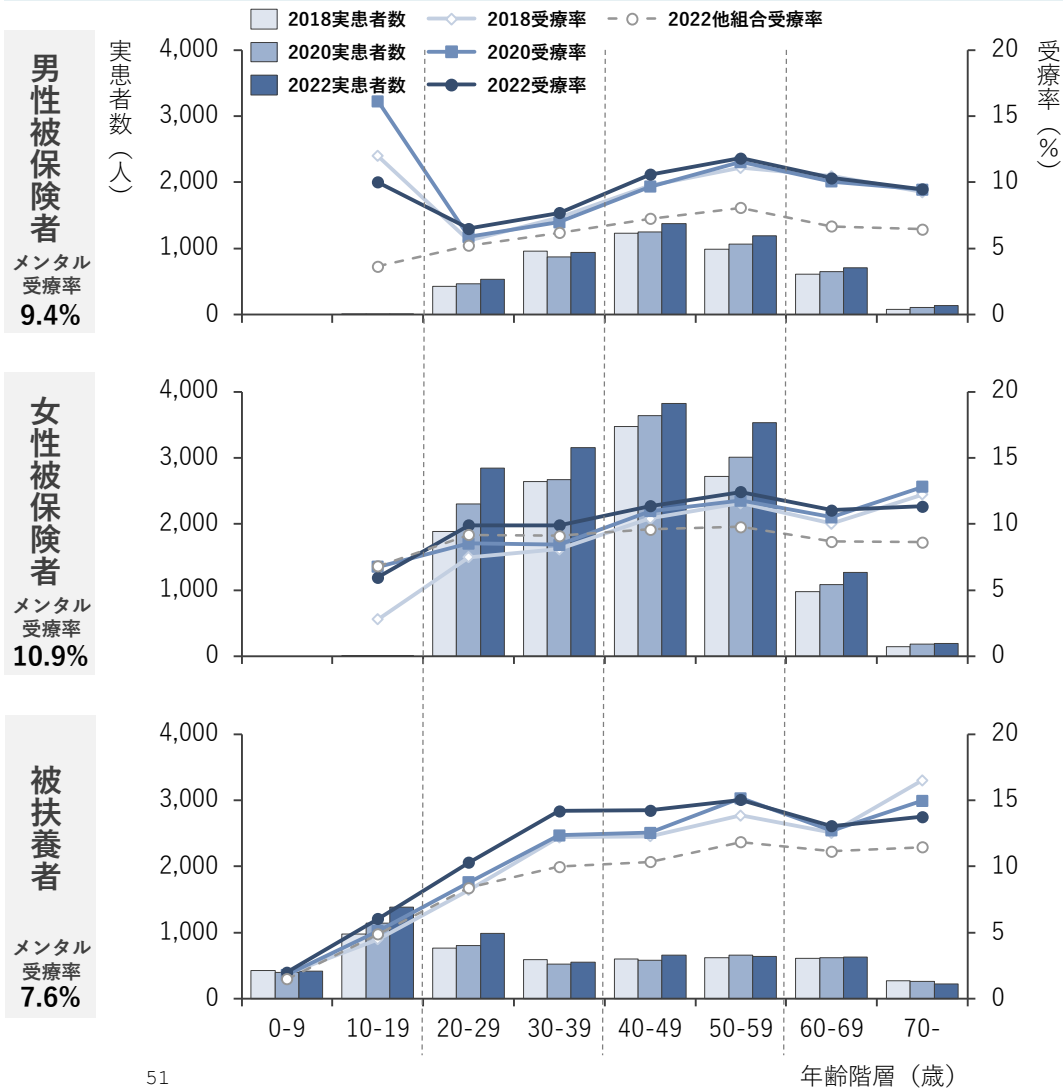 2018実患者数 2018受療率 2022他組合受療率
2020実患者数 2020受療率
2022実患者数 2022受療率
男性被保険者
メンタル
受療率
9.4%
実患者数（人）
4,000
3,000
2,000
1,000
0
20
15
10
5
0
受療率（%）
女性被保険者
メンタル
受療率
10.9%
4,000
3,000
2,000
1,000
0
20
15
10
5
0
被扶養者
メンタル
受療率
7.6%
4,000
3,000
2,000
1,000
0
20
15
10
5
0
0-9 10-19 20-29 30-39 40-49 50-59 60-69 70-
年齢階層（歳）
51